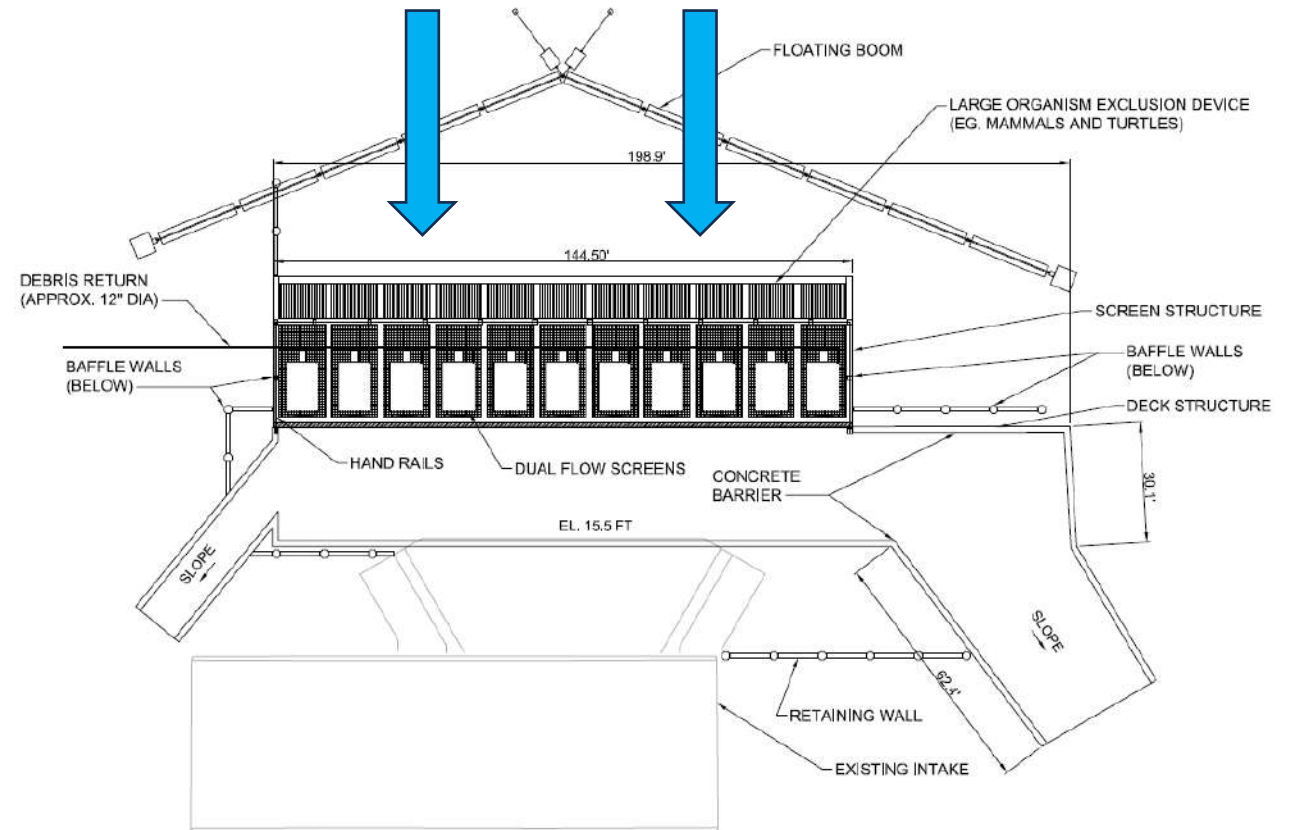 FLOATING BOOM
LARGE ORGANISM EXCLUSION DEVICE
(EG. MAMMALS AND TURTLES)
198.9'
144.50'
DEBRIS RETURN
(APPROX. 12" DIA)
SCREEN STRUCTURE
BAFFLE WALLS
(BELOW)
BAFFLE WALLS
(BELOW)
DECK STRUCTURE
HAND RAILS
DUAL FLOW SCREENS
CONCRETE
BARRIER
30.1'
EL. 15.5 FT
SLOPE
SLOPE
62.4'
RETAINING WALL
EXISTING INTAKE